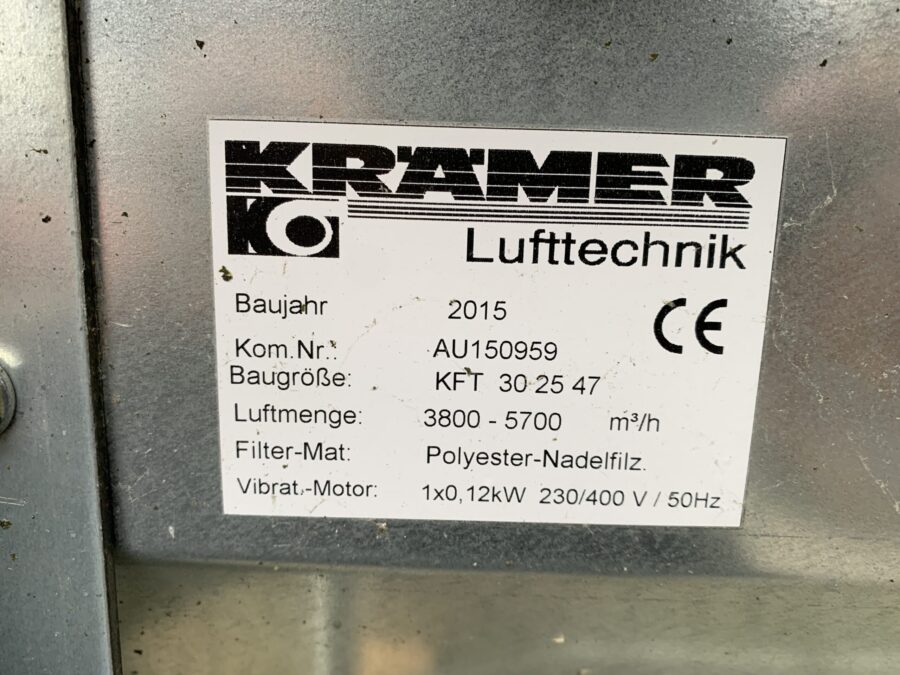 KRÄMER
Lufttechnik
Baujahr 2015
CE
Kom.Nr.: AU150959
Baugröße: KFT 30 25 47
Luftmenge: 3800 - 5700 m³/h
Filter-Mat: Polyester-Nadelfilz.
Vibrat.-Motor: 1x0,12kW 230/400 V / 50Hz